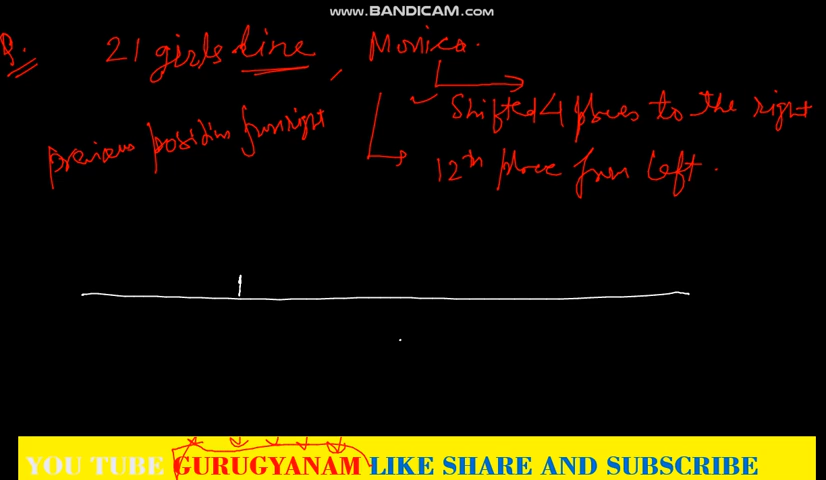 www.BANDICAM.com
Q. 21 girls line, Monica.
Shifted 4 places to the right
previous position from right
12th place from left.
YOU TUBE GURUGYANAM LIKE SHARE AND SUBSCRIBE